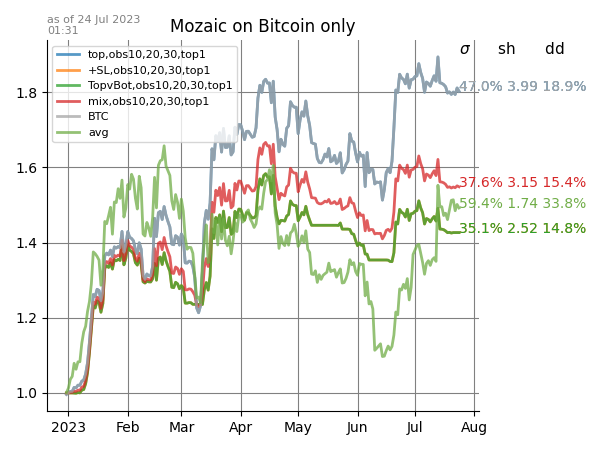 as of 24 Jul 2023
01:31
Mozaic on Bitcoin only
σ sh dd
top,obs10,20,30,top1
+SL,obs10,20,30,top1
TopvBot,obs10,20,30,top1
mix,obs10,20,30,top1
BTC
avg
47.0% 3.99 18.9%
37.6% 3.15 15.4%
59.4% 1.74 33.8%
35.1% 2.52 14.8%
1.8
1.6
1.4
1.2
1.0
2023 Feb Mar Apr May Jun Jul Aug